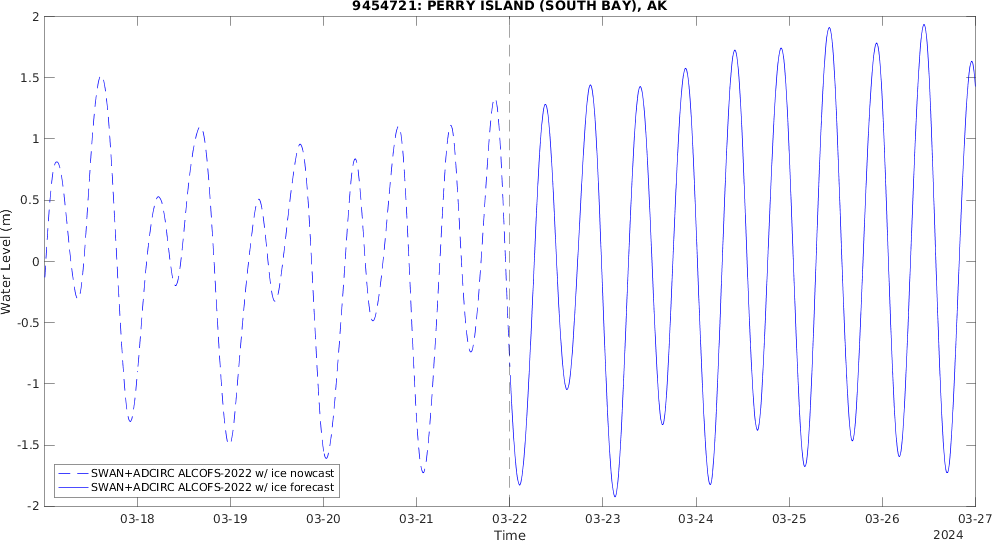 9454721: PERRY ISLAND (SOUTH BAY), AK
Water Level (m)
2
1.5
1
0.5
0
-0.5
-1
-1.5
-2
SWAN+ADCIRC ALCOFS-2022 w/ ice nowcast
SWAN+ADCIRC ALCOFS-2022 w/ ice forecast
03-18 03-19 03-20 03-21 03-22 03-23 03-24 03-25 03-26 03-27
Time
2024